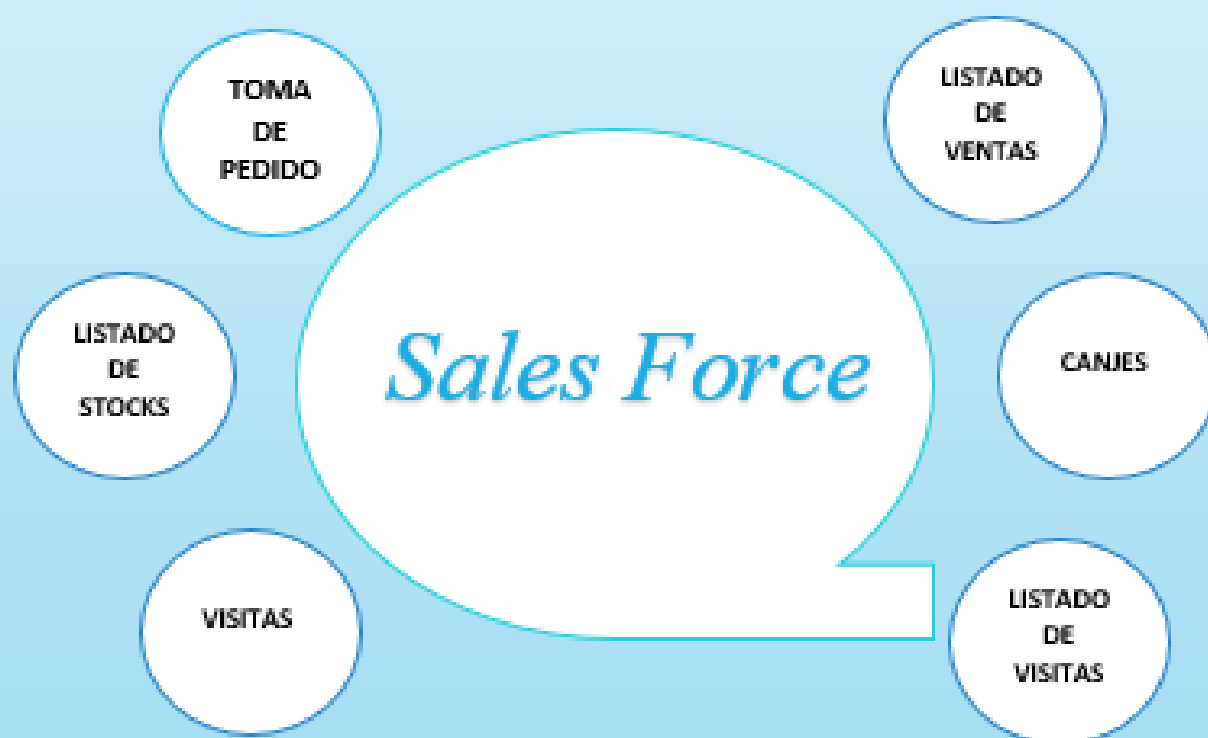 TOMA
DE
PEDIDO
LISTADO
DE
VENTAS
LISTADO
DE
STOCKS
Sales Force
CANJES
VISITAS
LISTADO
DE
VISITAS